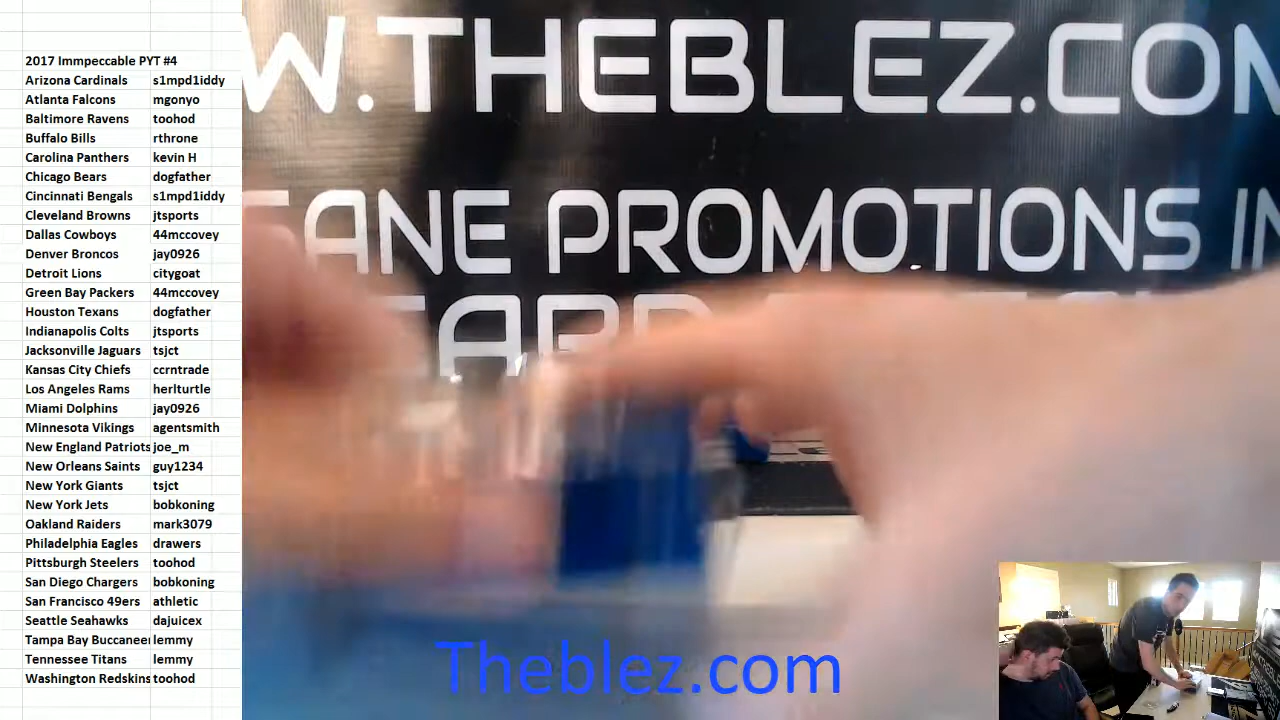 2017 Immpeccable PYT #4
Arizona Cardinals s1mpd1iddy
Atlanta Falcons mgonyo
Baltimore Ravens toohod
Buffalo Bills rthrone
Carolina Panthers kevin H
Chicago Bears dogfather
Cincinnati Bengals s1mpd1iddy
Cleveland Browns jtsports
Dallas Cowboys 44mccovey
Denver Broncos jay0926
Detroit Lions citygoat
Green Bay Packers 44mccovey
Houston Texans dogfather
Indianapolis Colts jtsports
Jacksonville Jaguars tsjct
Kansas City Chiefs ccrntrade
Los Angeles Rams herlturtle
Miami Dolphins jay0926
Minnesota Vikings agentsmith
New England Patriots joe_m
New Orleans Saints guy1234
New York Giants tsjct
New York Jets bobkoning
Oakland Raiders mark3079
Philadelphia Eagles drawers
Pittsburgh Steelers toohod
San Diego Chargers bobkoning
San Francisco 49ers athletic
Seattle Seahawks dajuicex
Tampa Bay Buccaneer lemmy
Tennessee Titans lemmy
Washington Redskins toohod
W.THEBLEZ.COM
TANE PROMOTIONS IN
Theblez.com